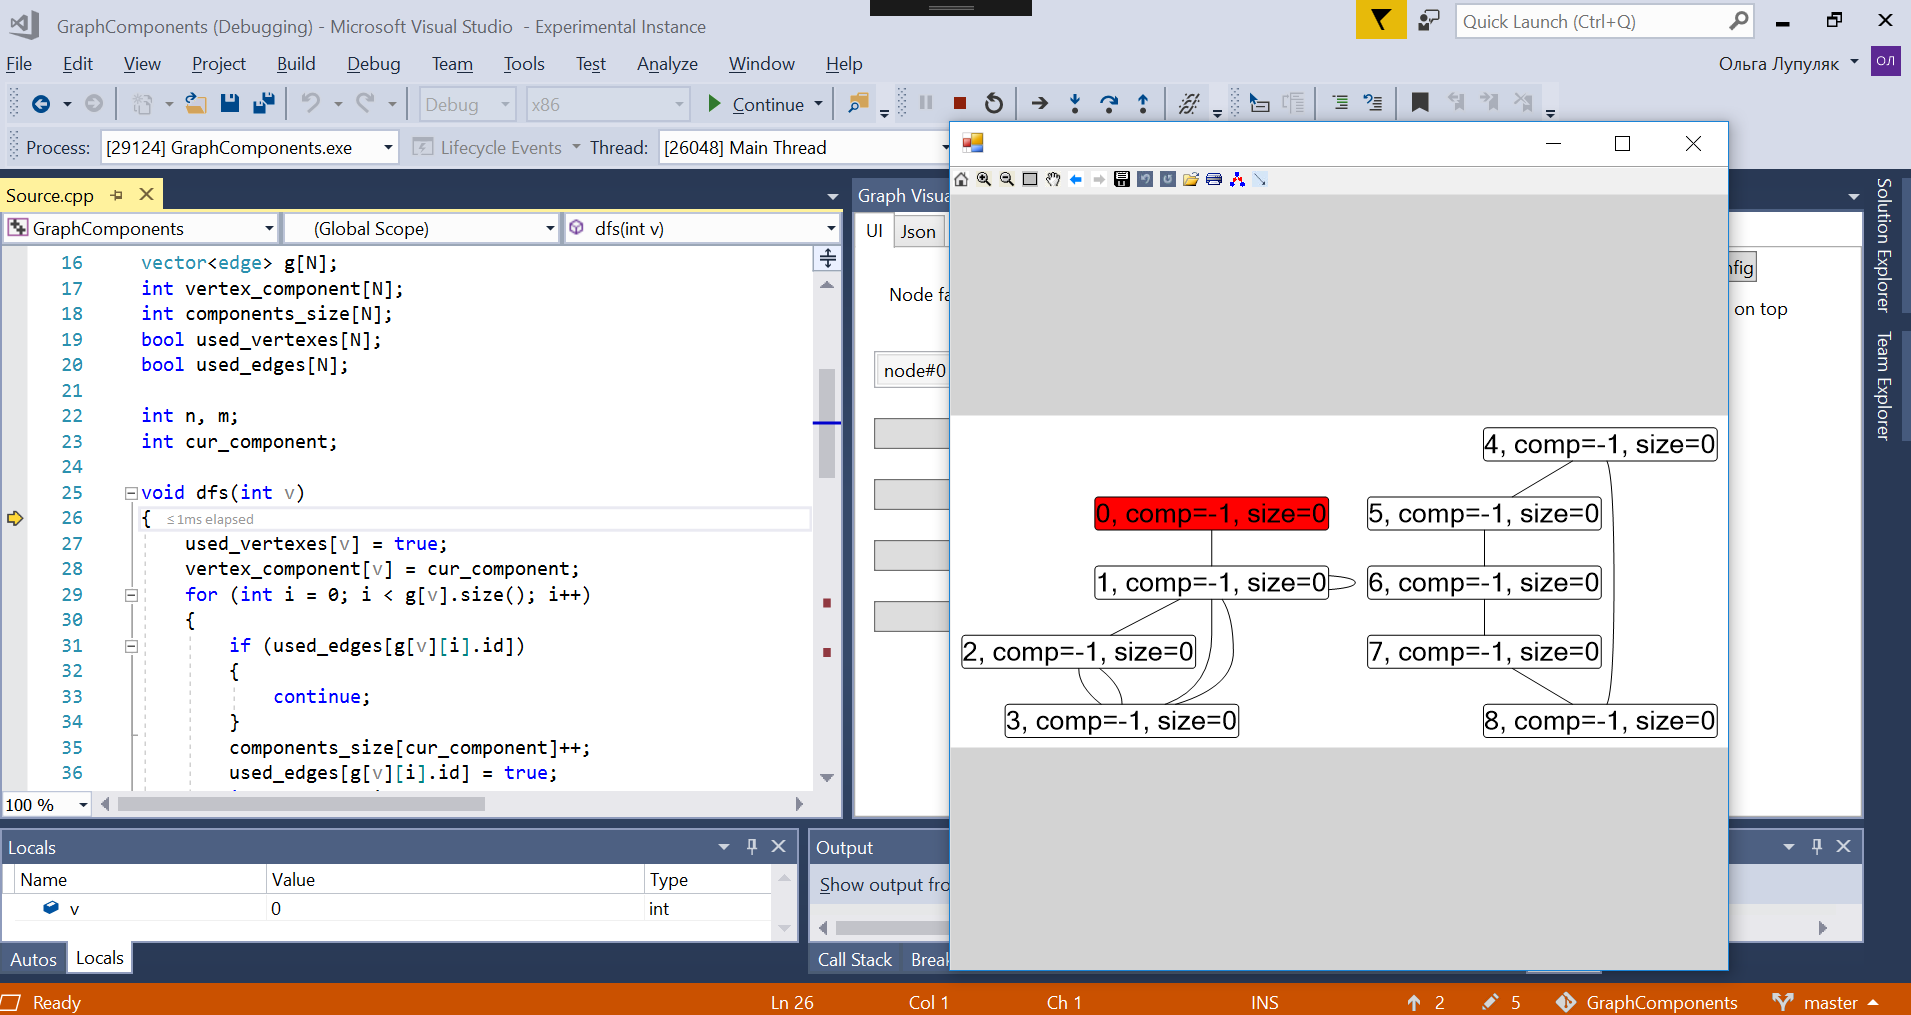 GraphComponents (Debugging) - Microsoft Visual Studio - Experimental Instance
Quick Launch (Ctrl+Q)
File Edit View Project Build Debug Team Tools Test Analyze Window Help
Ольга Лупуляк ОЛ
Debug x86 Continue
Process: [29124] GraphComponents.exe Lifecycle Events Thread: [26048] Main Thread
Source.cpp
GraphComponents (Global Scope) dfs(int v)
16 vector<edge> g[N];
17 int vertex_component[N];
18 int components_size[N];
19 bool used_vertexes[N];
20 bool used_edges[N];
21
22 int n, m;
23 int cur_component;
24
25 void dfs(int v)
26 { ≤1ms elapsed
27 used_vertexes[v] = true;
28 vertex_component[v] = cur_component;
29 for (int i = 0; i < g[v].size(); i++)
30 {
31 if (used_edges[g[v][i].id])
32 {
33 continue;
34 }
35 components_size[cur_component]++;
36 used_edges[g[v][i].id] = true;
100 %
Graph Visua
UI Json
Node fa
node#0
nfig
on top
4, comp=-1, size=0
0, comp=-1, size=0
5, comp=-1, size=0
1, comp=-1, size=0
6, comp=-1, size=0
2, comp=-1, size=0
7, comp=-1, size=0
3, comp=-1, size=0
8, comp=-1, size=0
Solution Explorer
Team Explorer
Locals
Name Value Type
v 0 int
Autos Locals
Output
Show output fro
Call Stack Breal
Ready Ln 26 Col 1 Ch 1 INS 2 5 GraphComponents master